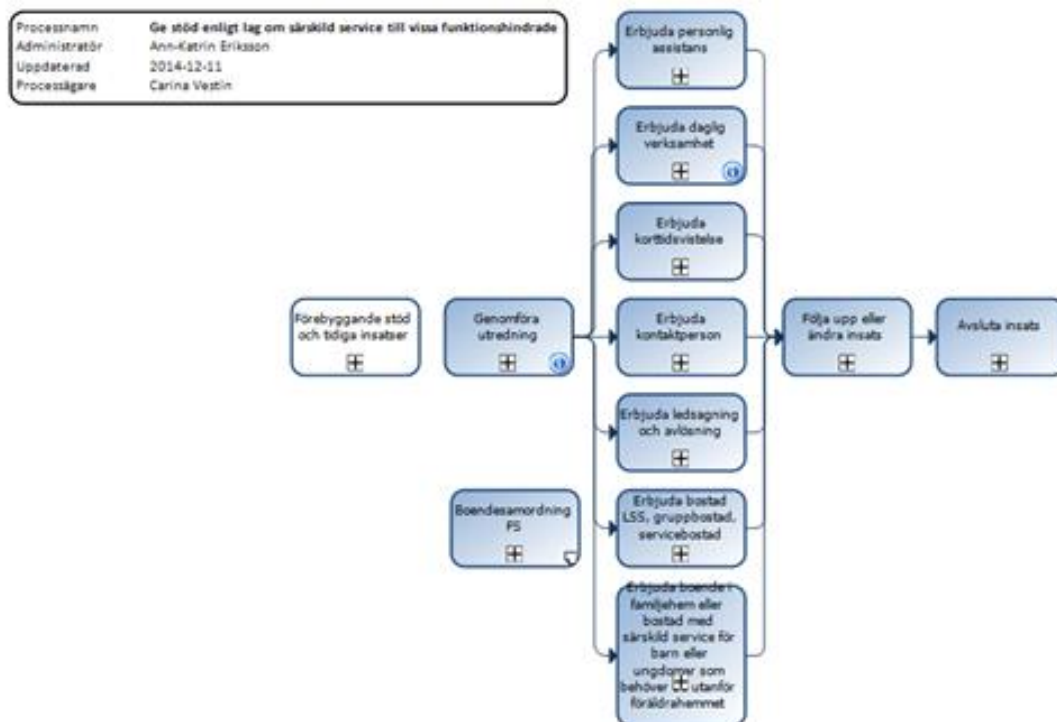 Processnamn Ge stöd enligt lag om särskild service till vissa funktionshindrade
Administratör Ann-Katrin Eriksson
Uppdaterad 2014-12-11
Processägare Carina Vestin
Erbjuda personlig
assistans
Erbjuda daglig
verksamhet
Erbjuda
korttidsvistelse
Förebyggande stöd
och tidiga insatser
Genomföra
utredning
Erbjuda
kontaktperson
Följa upp eller
ändra insats
Avsluta insats
Erbjuda ledsagning
och avlösning
Boendesamordning
FS
Erbjuda bostad
LSS, gruppbostad,
servicebostad
Erbjuda boende i
familjehem eller
bostad med
särskild service för
barn eller
ungdomar som
behöver utanför
föräldrahemmet